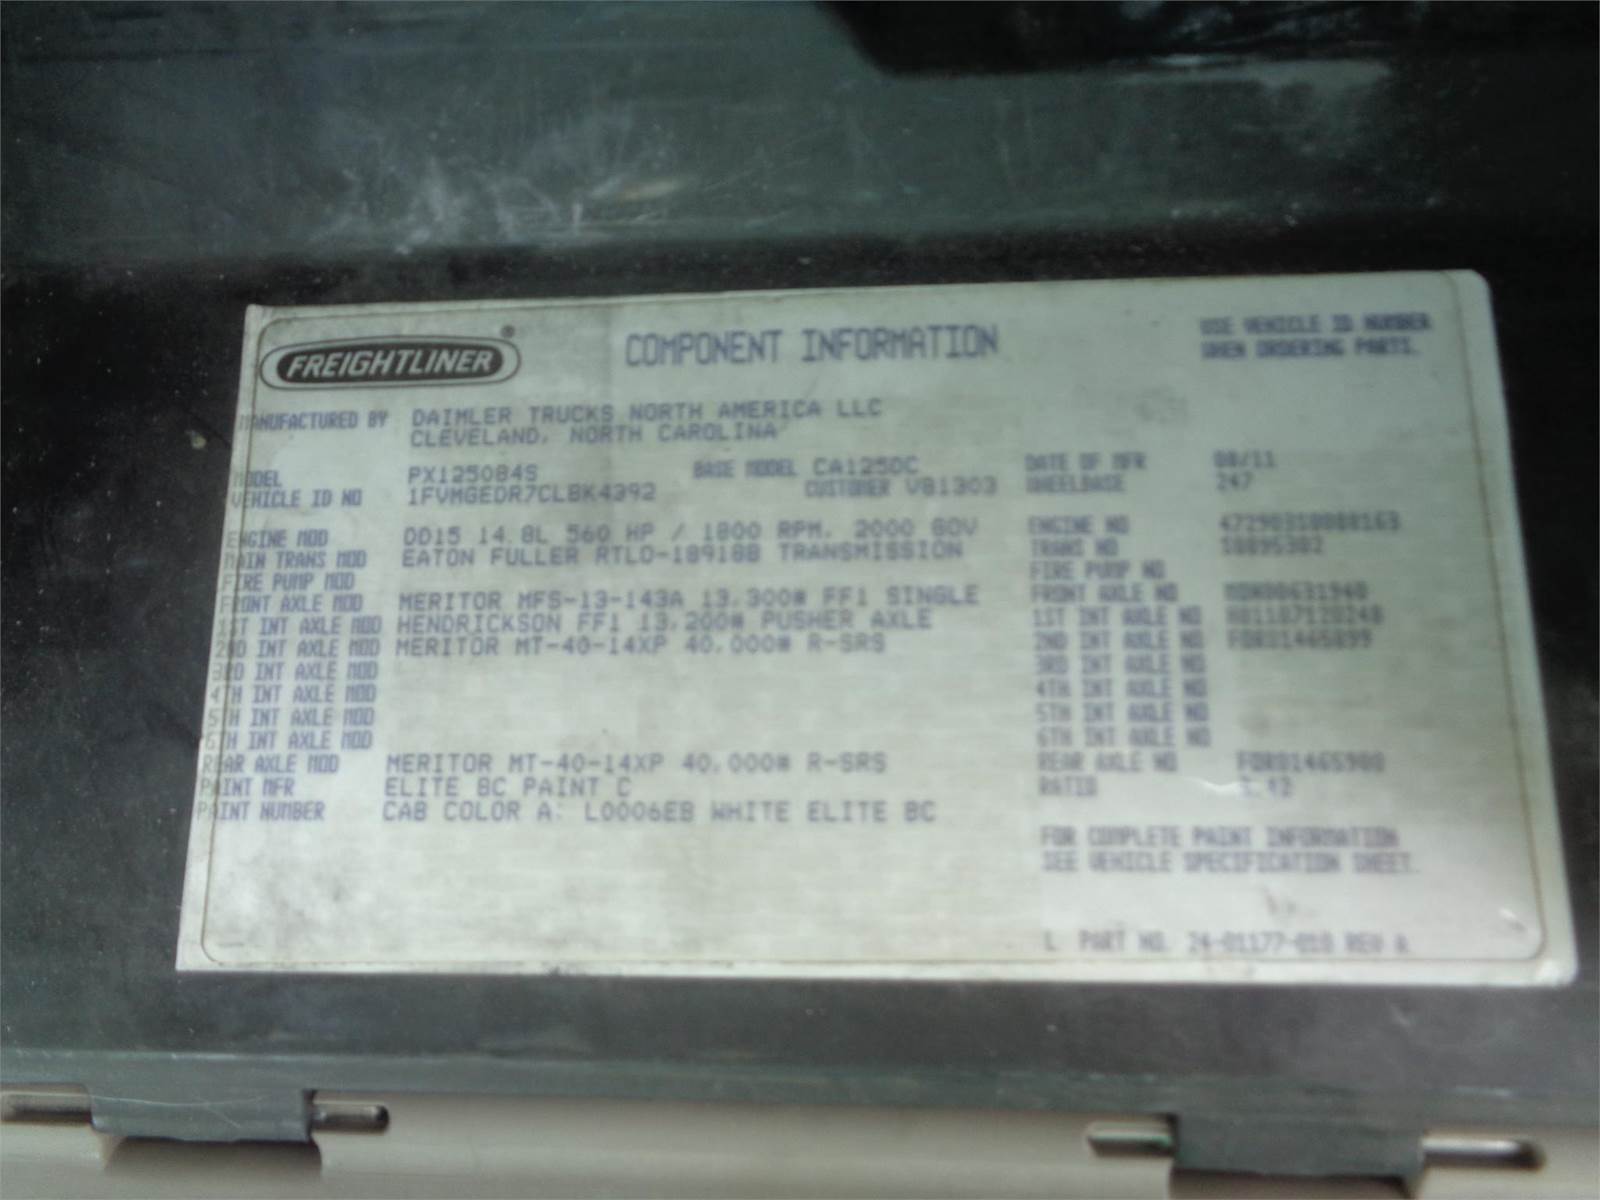 FREIGHTLINER®
COMPONENT INFORMATION
USE VEHICLE ID NUMBER
WHEN ORDERING PARTS.
MANUFACTURED BY DAIMLER TRUCKS NORTH AMERICA LLC
CLEVELAND, NORTH CAROLINA
MODEL PX125084S BASE MODEL CA125DC DATE OF MFR 08/11
VEHICLE ID NO 1FVMGEDR7CLBK4392 CUSTOMER VB1303 WHEELBASE 247
ENGINE MOD DD15 14.8L 560 HP / 1800 RPM, 2000 GOV ENGINE NO
MAIN TRANS MOD EATON FULLER RTLO-18918B TRANSMISSION TRANS NO
FIRE PUMP MOD FIRE PUMP NO
FRONT AXLE MOD MERITOR MFS-13-143A 13,300# FF1 SINGLE FRONT AXLE NO
1ST INT AXLE MOD HENDRICKSON FF1 13,200# PUSHER AXLE 1ST INT AXLE NO
2ND INT AXLE MOD MERITOR MT-40-14XP 40,000# R-SRS 2ND INT AXLE NO
3RD INT AXLE MOD 3RD INT AXLE NO
4TH INT AXLE MOD 4TH INT AXLE NO
5TH INT AXLE MOD 5TH INT AXLE NO
6TH INT AXLE MOD 6TH INT AXLE NO
REAR AXLE MOD MERITOR MT-40-14XP 40,000# R-SRS REAR AXLE NO
PAINT MFR ELITE BC PAINT C RATIO
PAINT NUMBER CAB COLOR A: L0006EB WHITE ELITE BC
FOR COMPLETE PAINT INFORMATION
SEE VEHICLE SPECIFICATION SHEET.
L PART NO. 24-01177-010 REV A